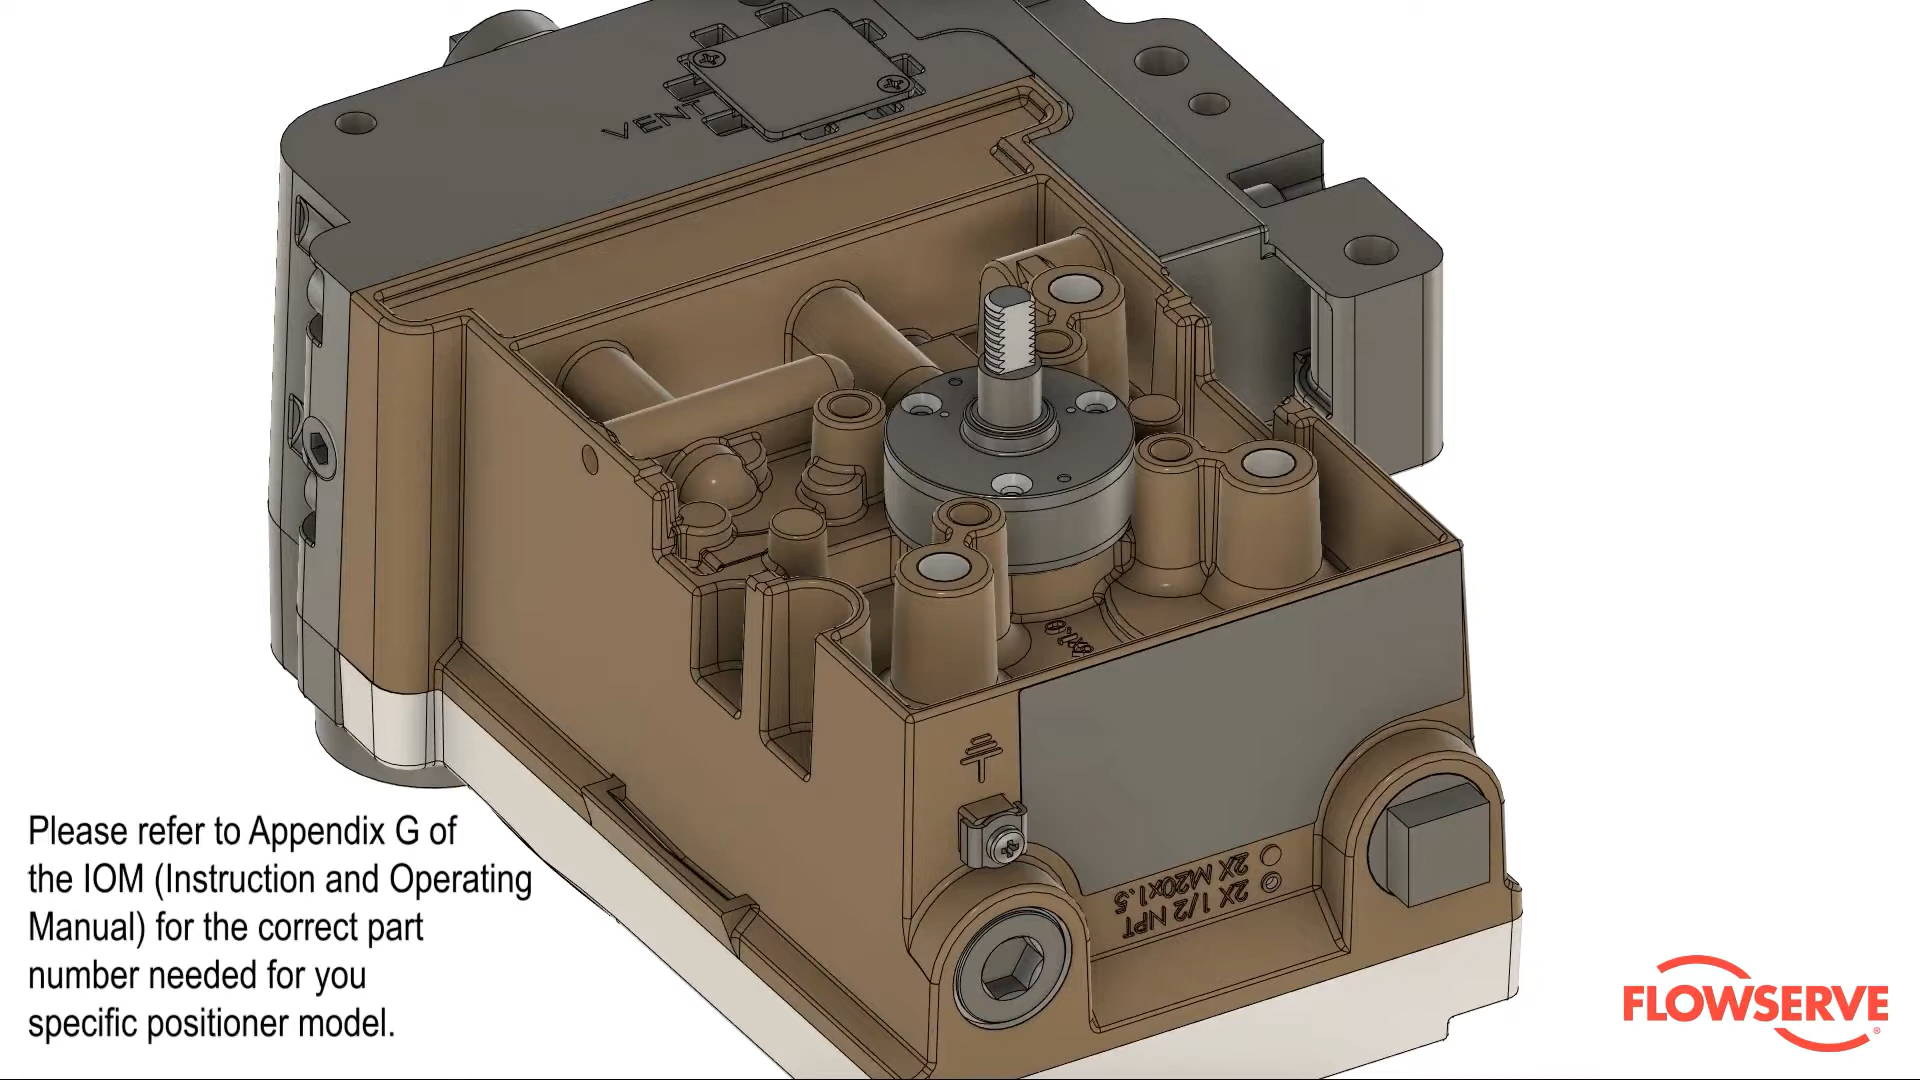 VENT
Please refer to Appendix G of
the IOM (Instruction and Operating
Manual) for the correct part
number needed for you
specific positioner model.
2X M20x1.5
2X 1/2 NPT
FLOWSERVE
®